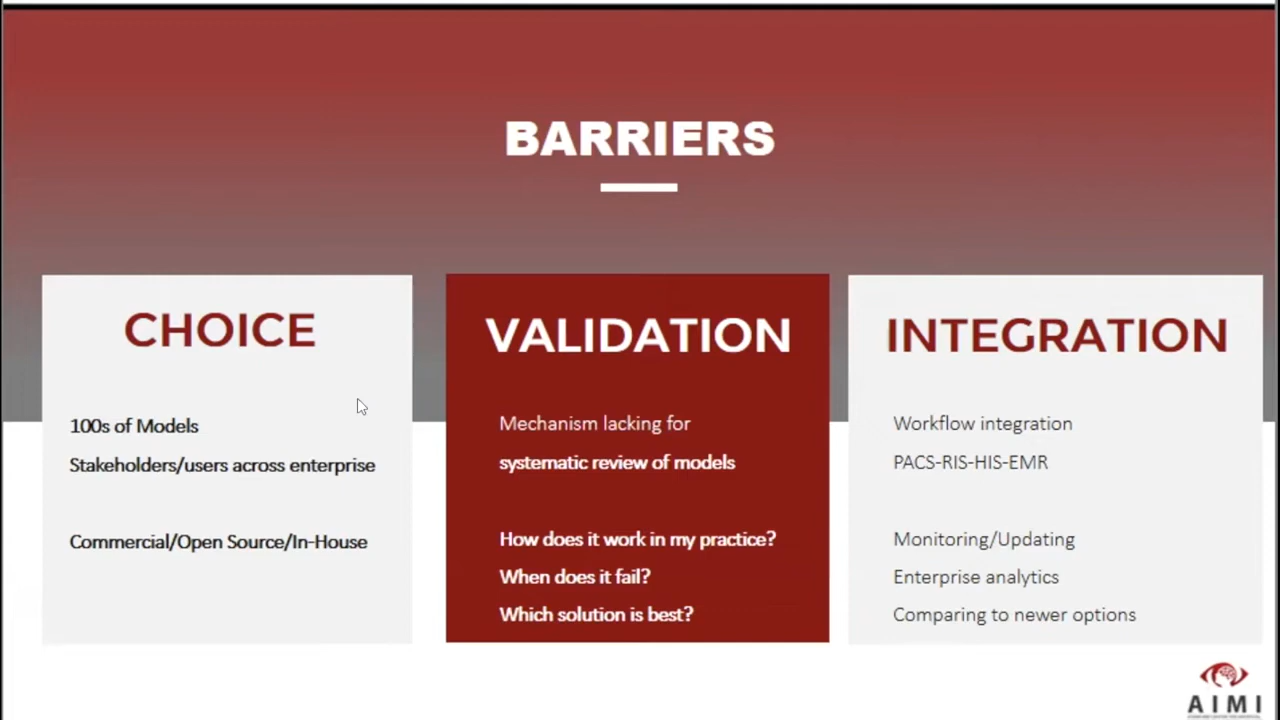 BARRIERS
CHOICE
100s of Models
Stakeholders/users across enterprise
Commercial/Open Source/In-House
VALIDATION
Mechanism lacking for
systematic review of models
How does it work in my practice?
When does it fail?
Which solution is best?
INTEGRATION
Workflow integration
PACS-RIS-HIS-EMR
Monitoring/Updating
Enterprise analytics
Comparing to newer options
AIMI